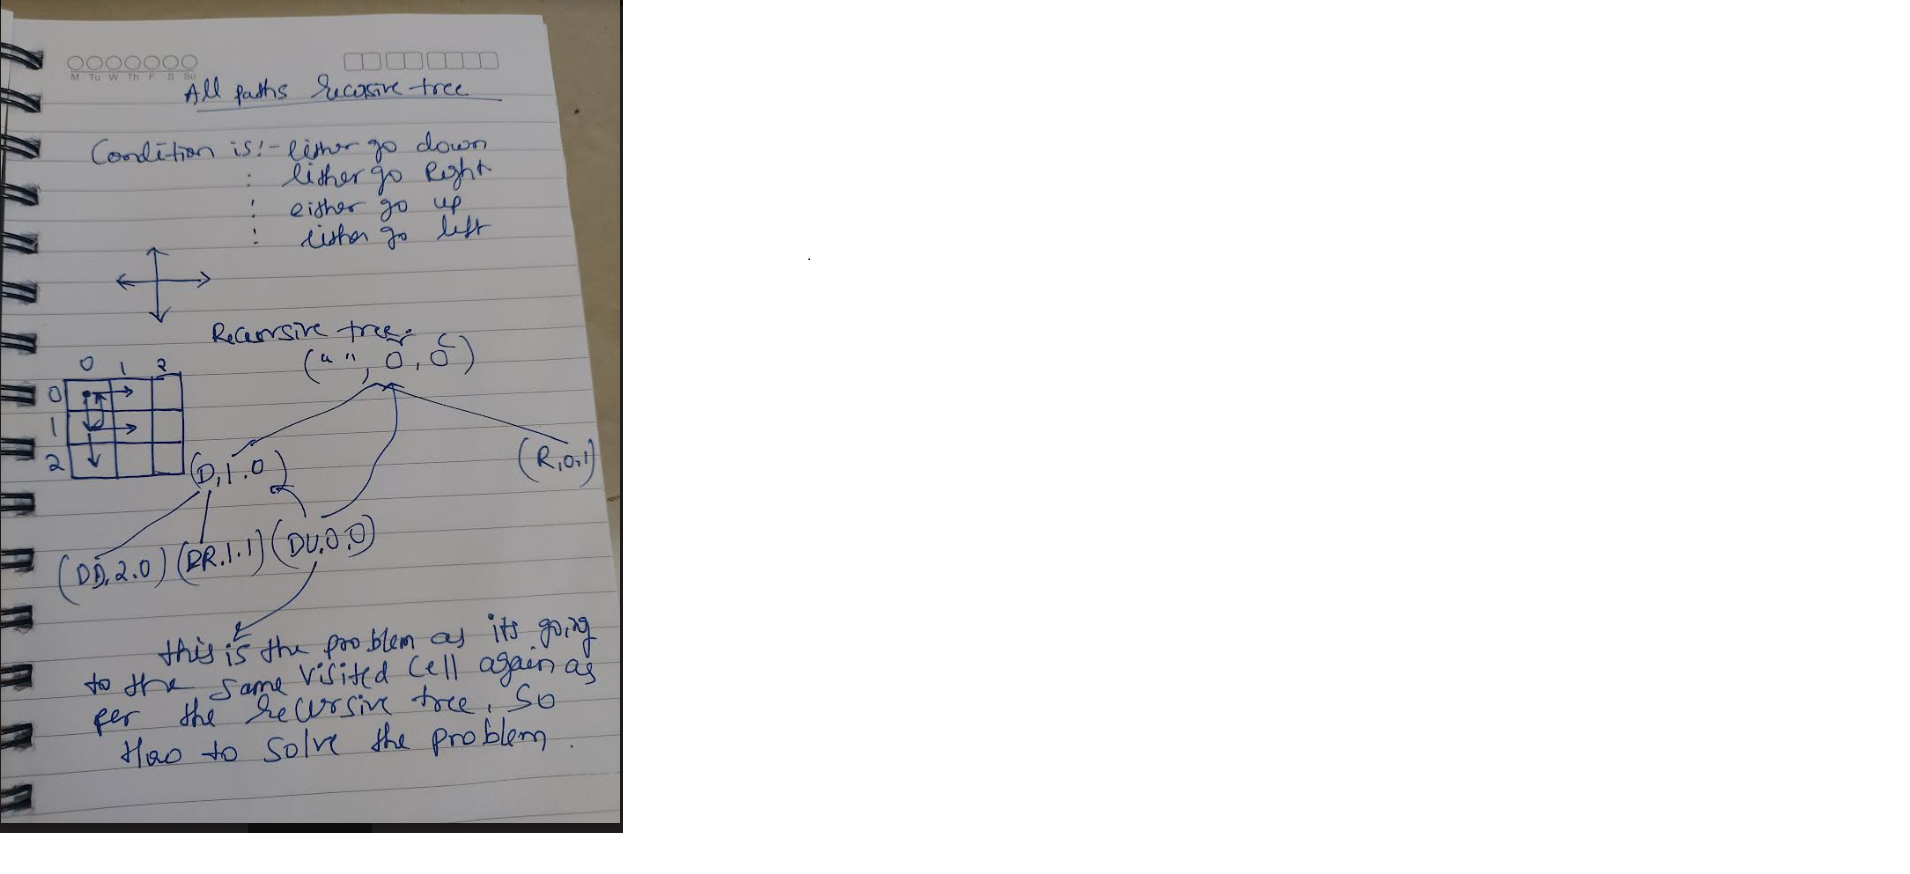 M Tu W Th F S Su
All paths recosive tree
Condition is:- either go down
: either go Right
: either go up
: either go left
Recursive tree:
(" ", 0, 0)
0 1 2
0
1
2
(D,1,0)
(R,0,1)
(DD,2,0) (DR,1,1) (DU,0,0)
this is the problem as its going
to the same visited cell again as
per the recursive tree, so
How to solve the problem.